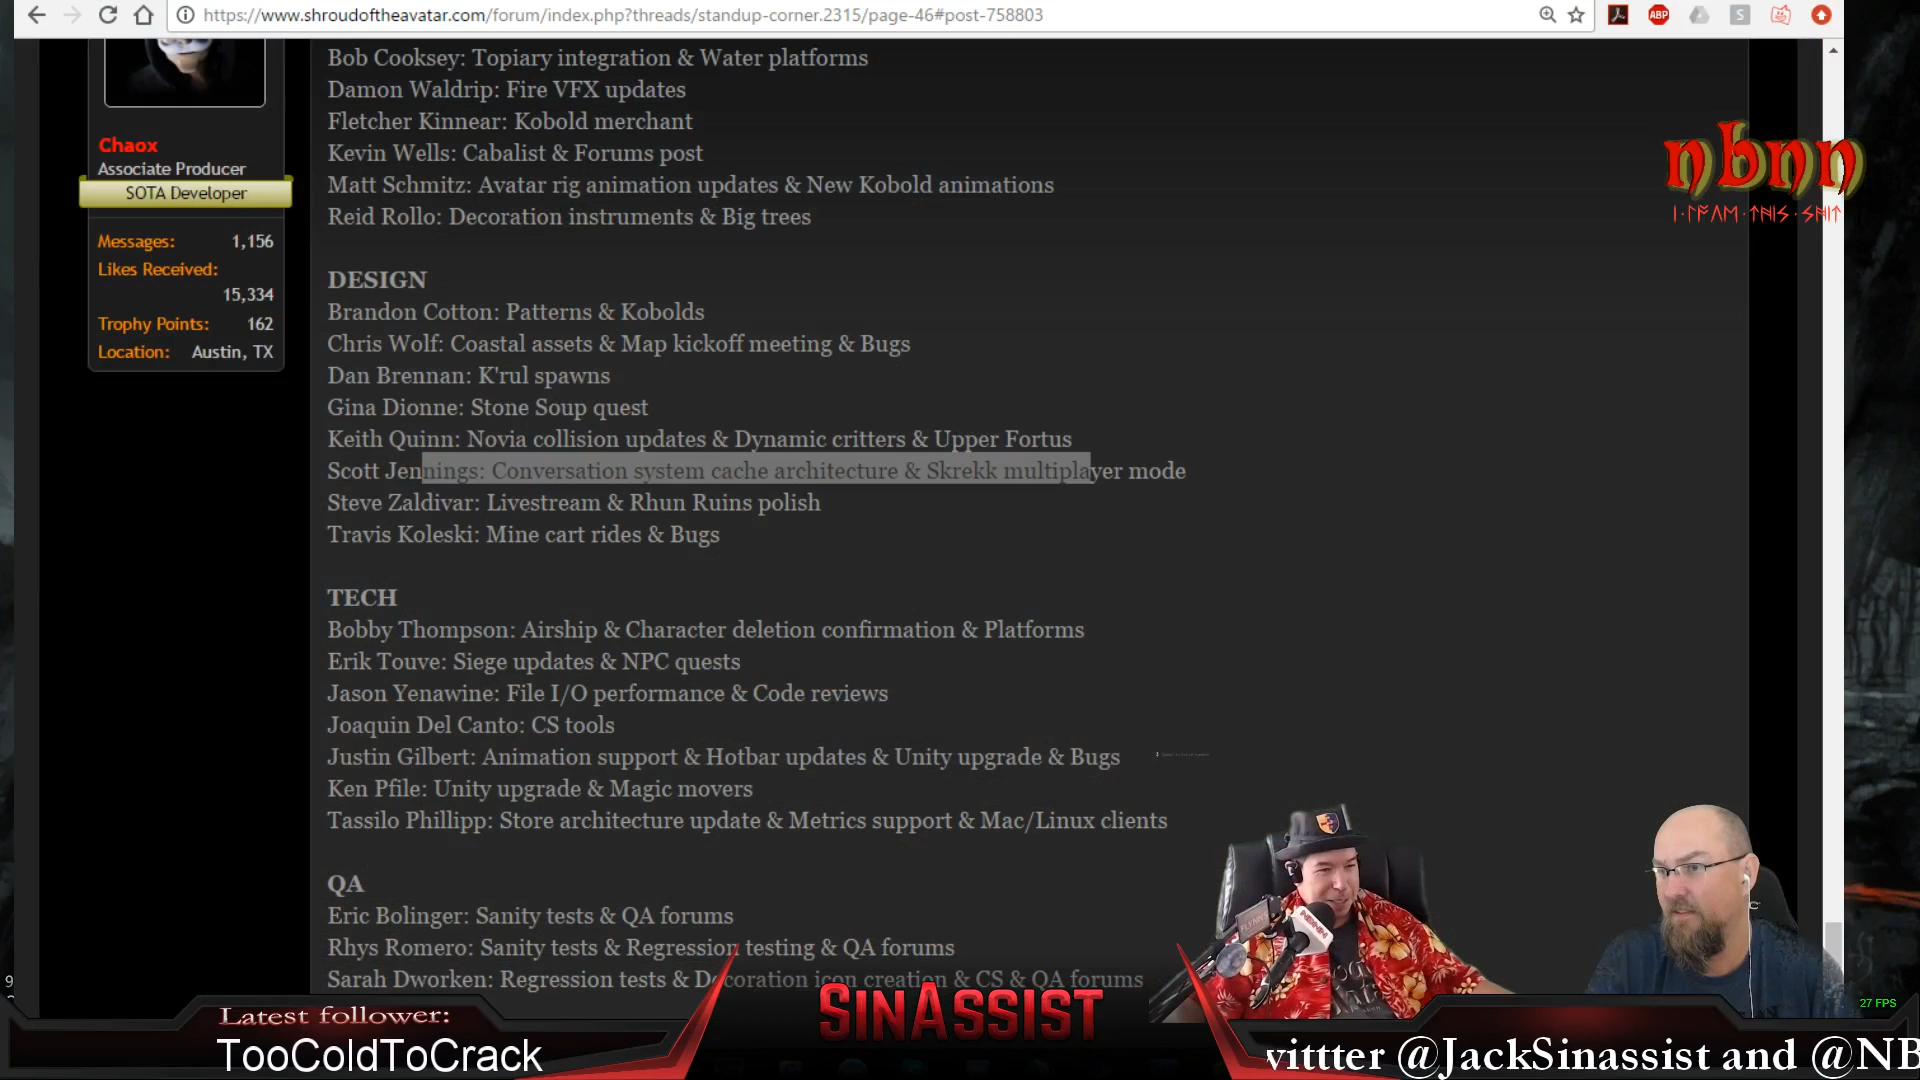 https://www.shroudoftheavatar.com/forum/index.php?threads/standup-corner.2315/page-46#post-758803
ABP
S
Bob Cooksey: Topiary integration & Water platforms
Damon Waldrip: Fire VFX updates
Fletcher Kinnear: Kobold merchant
Kevin Wells: Cabalist & Forums post
Matt Schmitz: Avatar rig animation updates & New Kobold animations
Reid Rollo: Decoration instruments & Big trees
Chaox
Associate Producer
SOTA Developer
Messages: 1,156
Likes Received: 15,334
Trophy Points: 162
Location: Austin, TX
nbnn
DESIGN
Brandon Cotton: Patterns & Kobolds
Chris Wolf: Coastal assets & Map kickoff meeting & Bugs
Dan Brennan: K'rul spawns
Gina Dionne: Stone Soup quest
Keith Quinn: Novia collision updates & Dynamic critters & Upper Fortus
Scott Jennings: Conversation system cache architecture & Skrekk multiplayer mode
Steve Zaldivar: Livestream & Rhun Ruins polish
Travis Koleski: Mine cart rides & Bugs
TECH
Bobby Thompson: Airship & Character deletion confirmation & Platforms
Erik Touve: Siege updates & NPC quests
Jason Yenawine: File I/O performance & Code reviews
Joaquin Del Canto: CS tools
Justin Gilbert: Animation support & Hotbar updates & Unity upgrade & Bugs
Ken Pfile: Unity upgrade & Magic movers
Tassilo Phillipp: Store architecture update & Metrics support & Mac/Linux clients
QA
Eric Bolinger: Sanity tests & QA forums
Rhys Romero: Sanity tests & Regression testing & QA forums
Sarah Dworken: Regression tests & Decoration icon creation & CS & QA forums
27 FPS
Latest follower:
TooColdToCrack
SINASSIST
vittter @JackSinassist and @NB